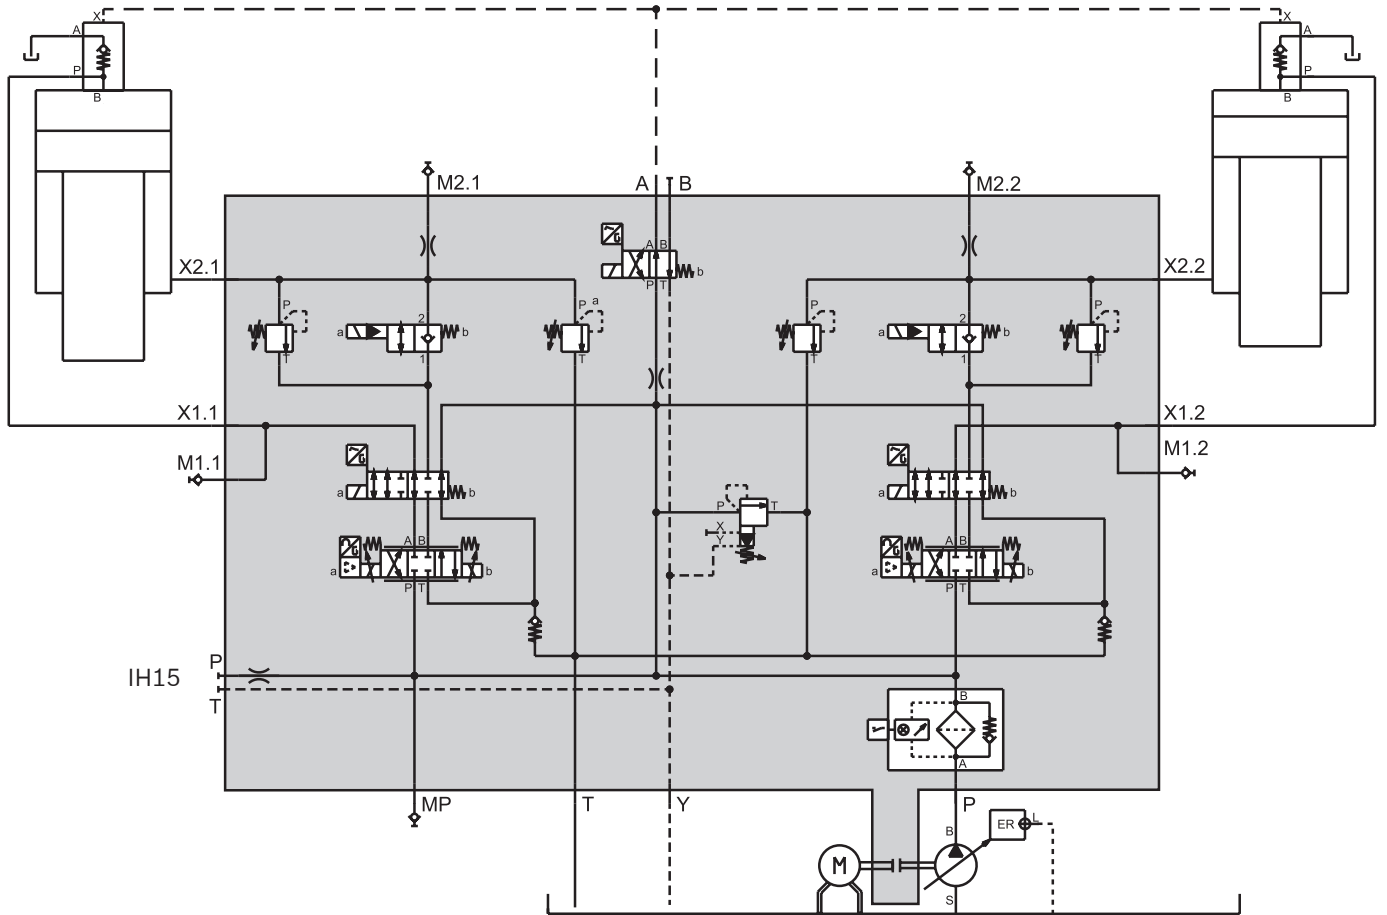 X X
A A
P P
B B
M2.1 A B M2.2
A B
b
P T
X2.1 X2.2
P P a P P
a 2 b a 2 b
T 1 T T 1 T
X1.1 X1.2
M1.1 M1.2
a b a b
P T
X
Y
A B A B
a b a b
P T P T
P
IH15
T
B
A
MP T Y P
B ER L
M
S